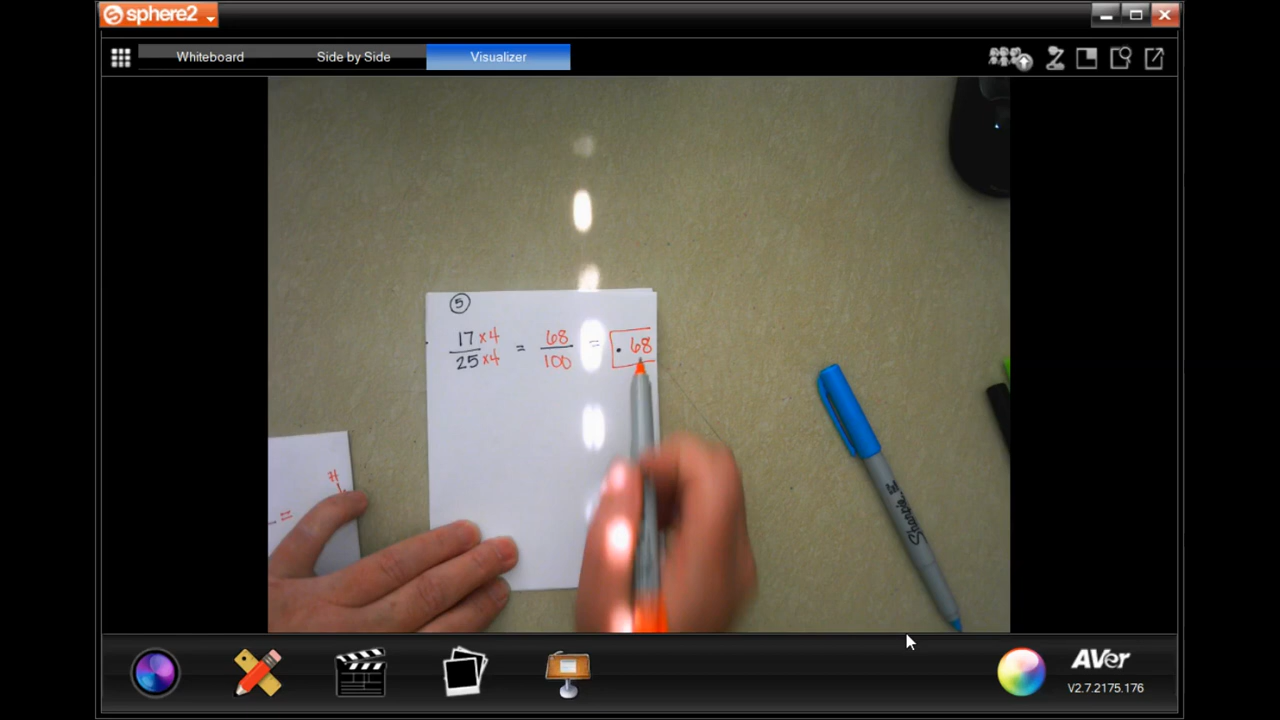 sphere2
Whiteboard Side by Side Visualizer
5
17 x4 = 68 = .68
25 x4 100
Sharpie
AVer
V2.7.2175.176